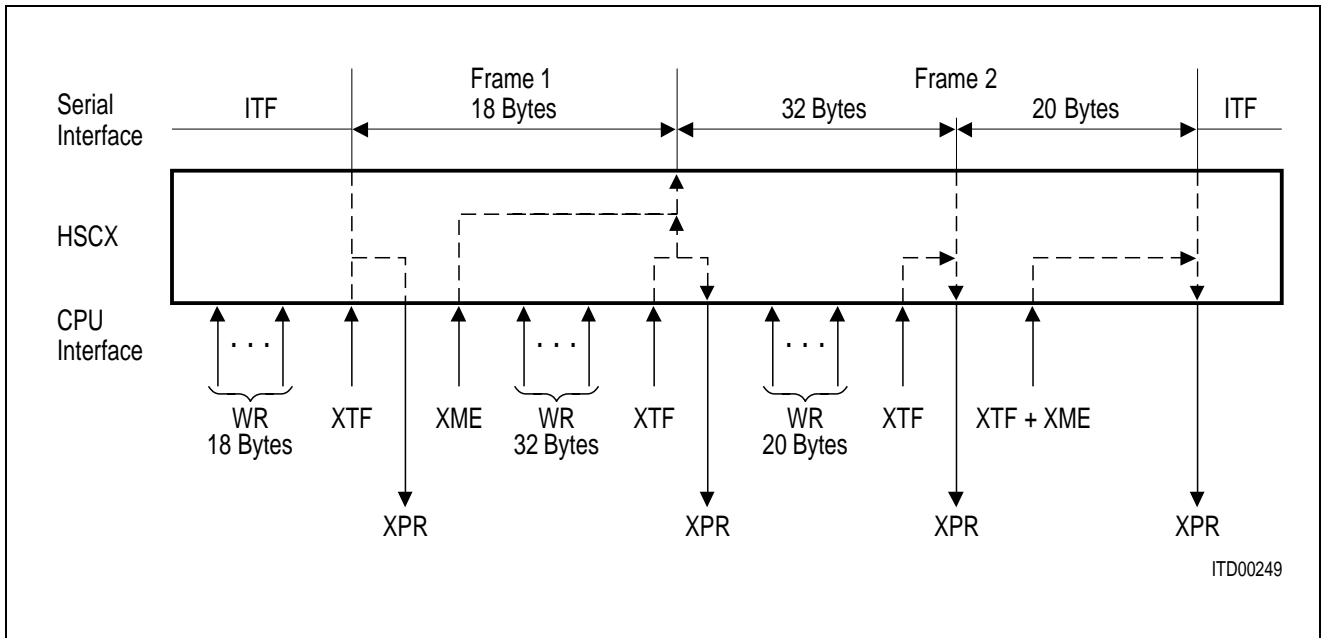 Frame 1
Frame 2
Serial
Interface
ITF
18 Bytes
32 Bytes
20 Bytes
ITF
HSCX
CPU
Interface
. . .
. . .
. . .
WR
18 Bytes
XTF
XME
WR
32 Bytes
XTF
WR
20 Bytes
XTF
XTF + XME
XPR
XPR
XPR
XPR
ITD00249